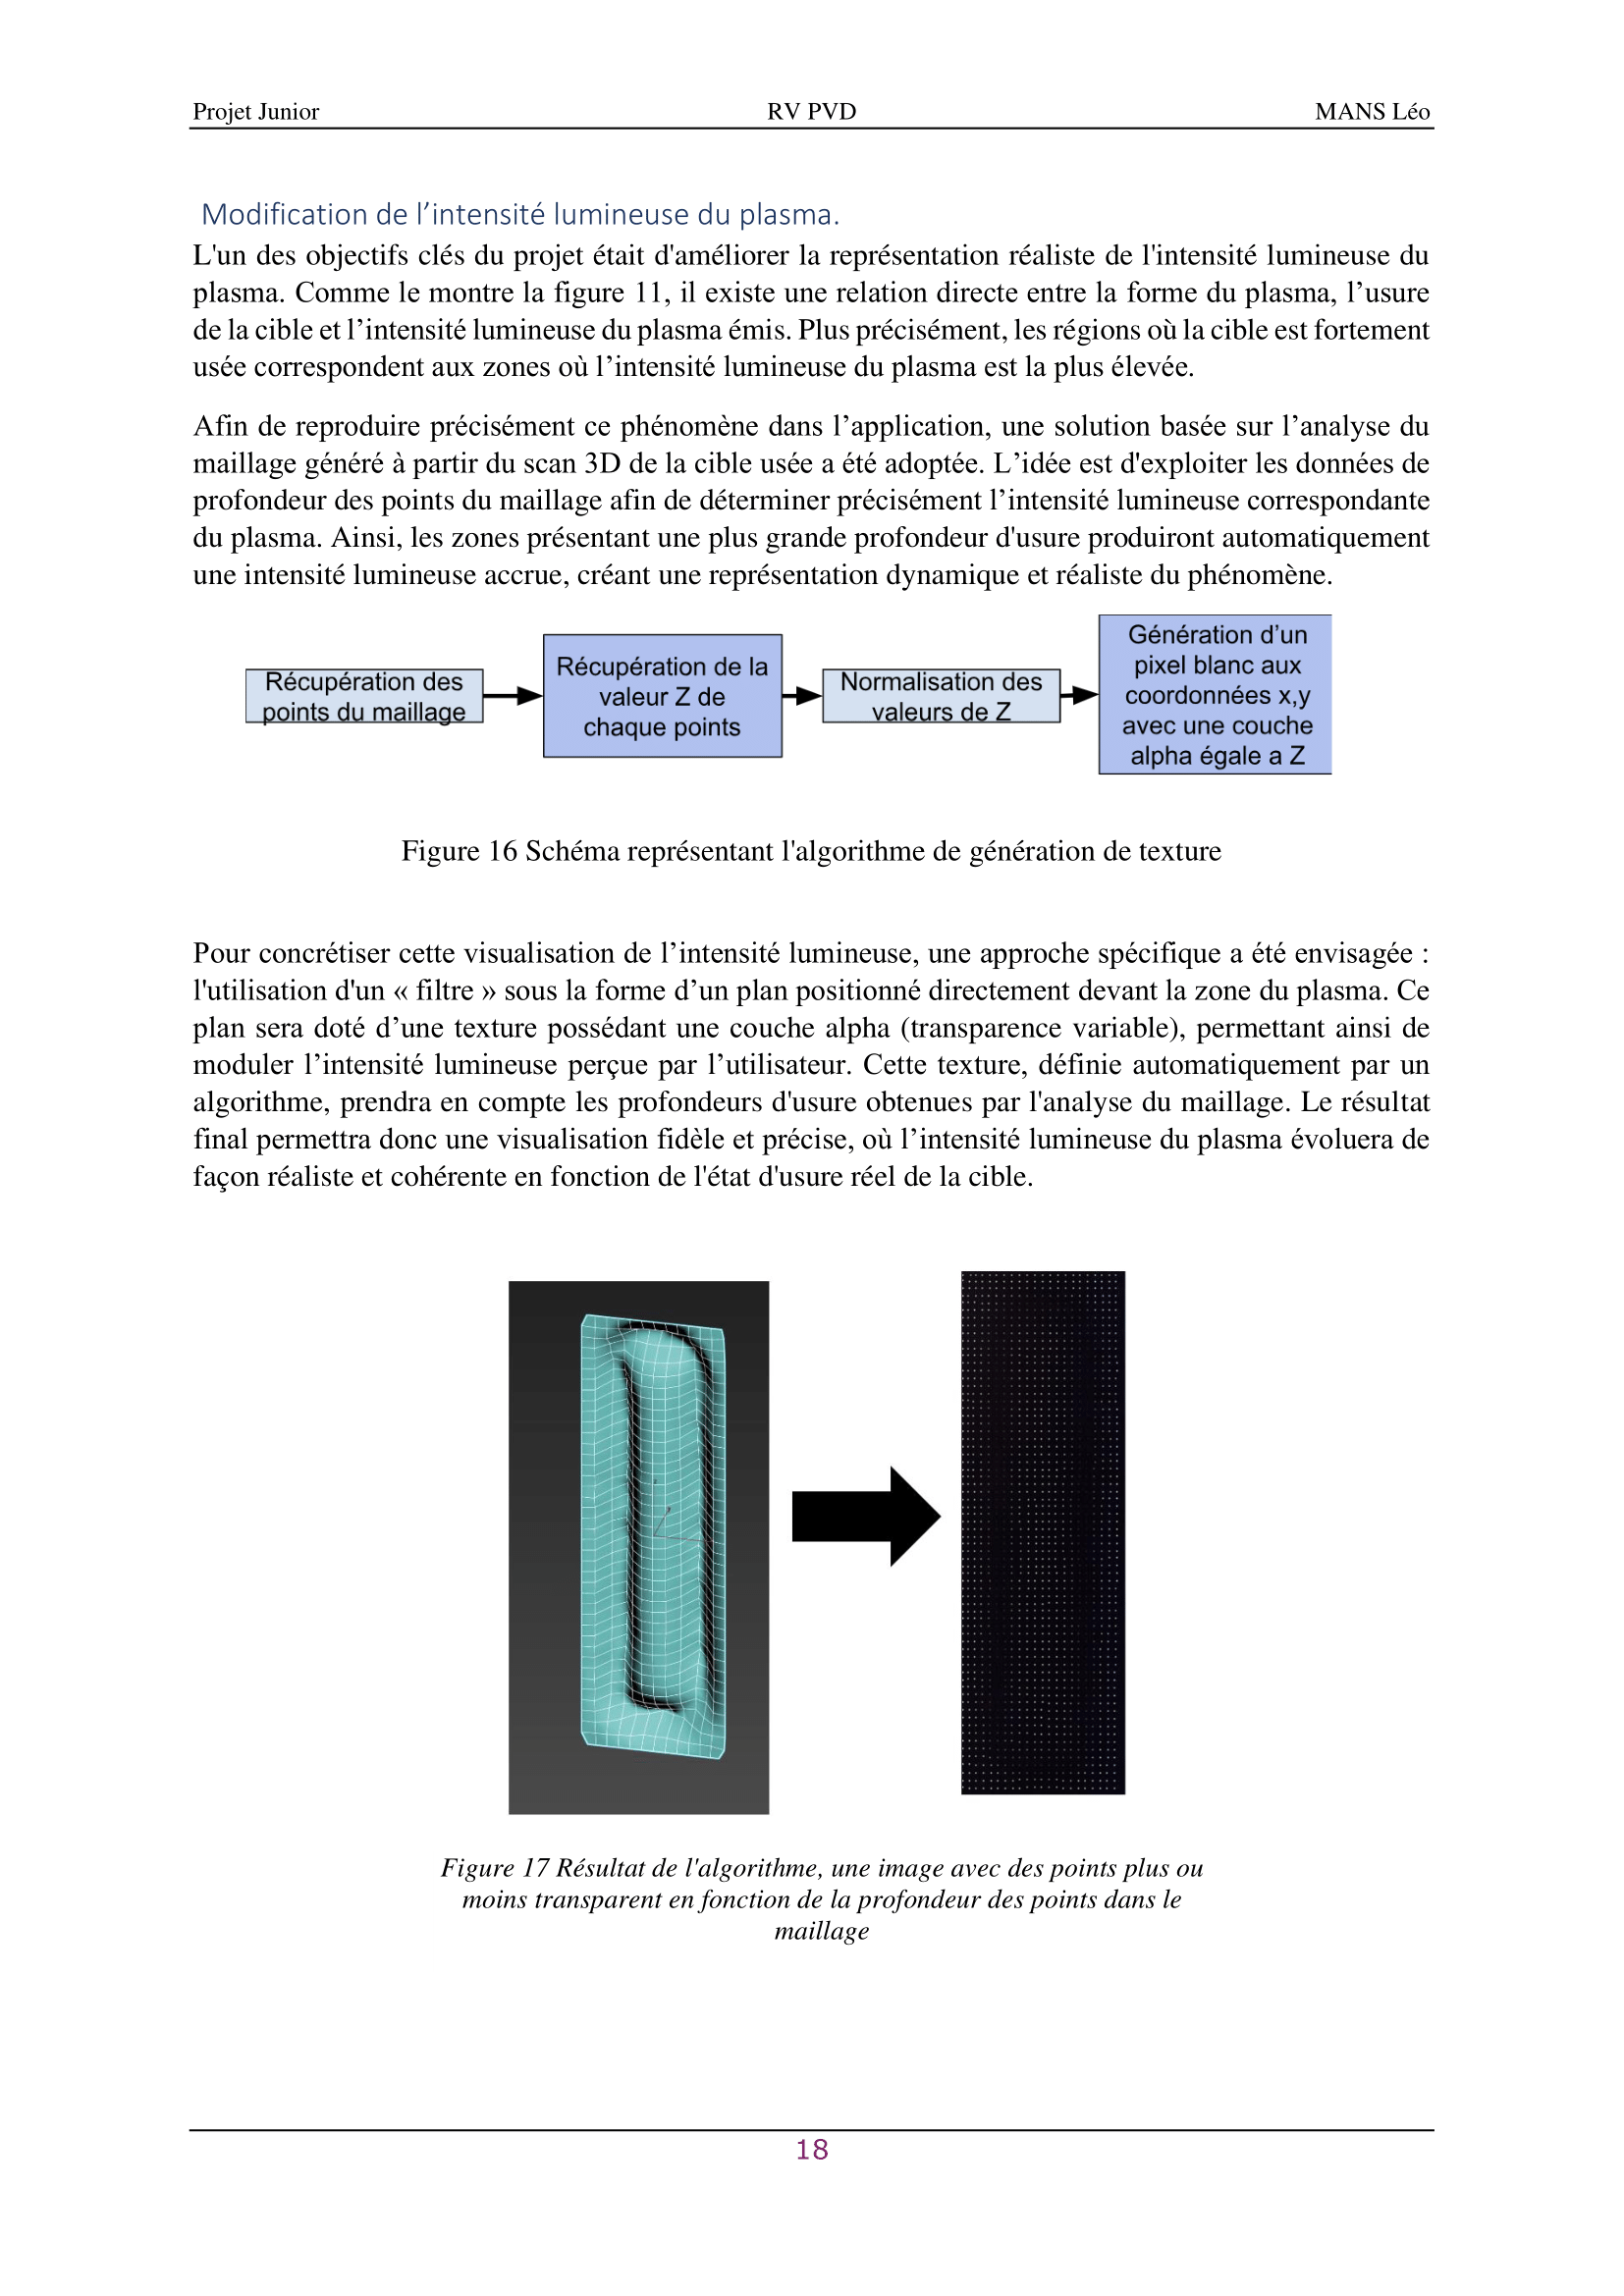 Projet Junior RV PVD MANS Léo
Modification de l’intensité lumineuse du plasma.
L'un des objectifs clés du projet était d'améliorer la représentation réaliste de l'intensité lumineuse du
plasma. Comme le montre la figure 11, il existe une relation directe entre la forme du plasma, l’usure
de la cible et l’intensité lumineuse du plasma émis. Plus précisément, les régions où la cible est fortement
usée correspondent aux zones où l’intensité lumineuse du plasma est la plus élevée.
Afin de reproduire précisément ce phénomène dans l’application, une solution basée sur l’analyse du
maillage généré à partir du scan 3D de la cible usée a été adoptée. L’idée est d'exploiter les données de
profondeur des points du maillage afin de déterminer précisément l’intensité lumineuse correspondante
du plasma. Ainsi, les zones présentant une plus grande profondeur d'usure produiront automatiquement
une intensité lumineuse accrue, créant une représentation dynamique et réaliste du phénomène.
Récupération des
points du maillage
Récupération de la
valeur Z de
chaque points
Normalisation des
valeurs de Z
Génération d’un
pixel blanc aux
coordonnées x,y
avec une couche
alpha égale a Z
Figure 16 Schéma représentant l'algorithme de génération de texture
Pour concrétiser cette visualisation de l’intensité lumineuse, une approche spécifique a été envisagée :
l'utilisation d'un « filtre » sous la forme d’un plan positionné directement devant la zone du plasma. Ce
plan sera doté d’une texture possédant une couche alpha (transparence variable), permettant ainsi de
moduler l’intensité lumineuse perçue par l’utilisateur. Cette texture, définie automatiquement par un
algorithme, prendra en compte les profondeurs d'usure obtenues par l'analyse du maillage. Le résultat
final permettra donc une visualisation fidèle et précise, où l’intensité lumineuse du plasma évoluera de
façon réaliste et cohérente en fonction de l'état d'usure réel de la cible.
Figure 17 Résultat de l'algorithme, une image avec des points plus ou
moins transparent en fonction de la profondeur des points dans le
maillage
18